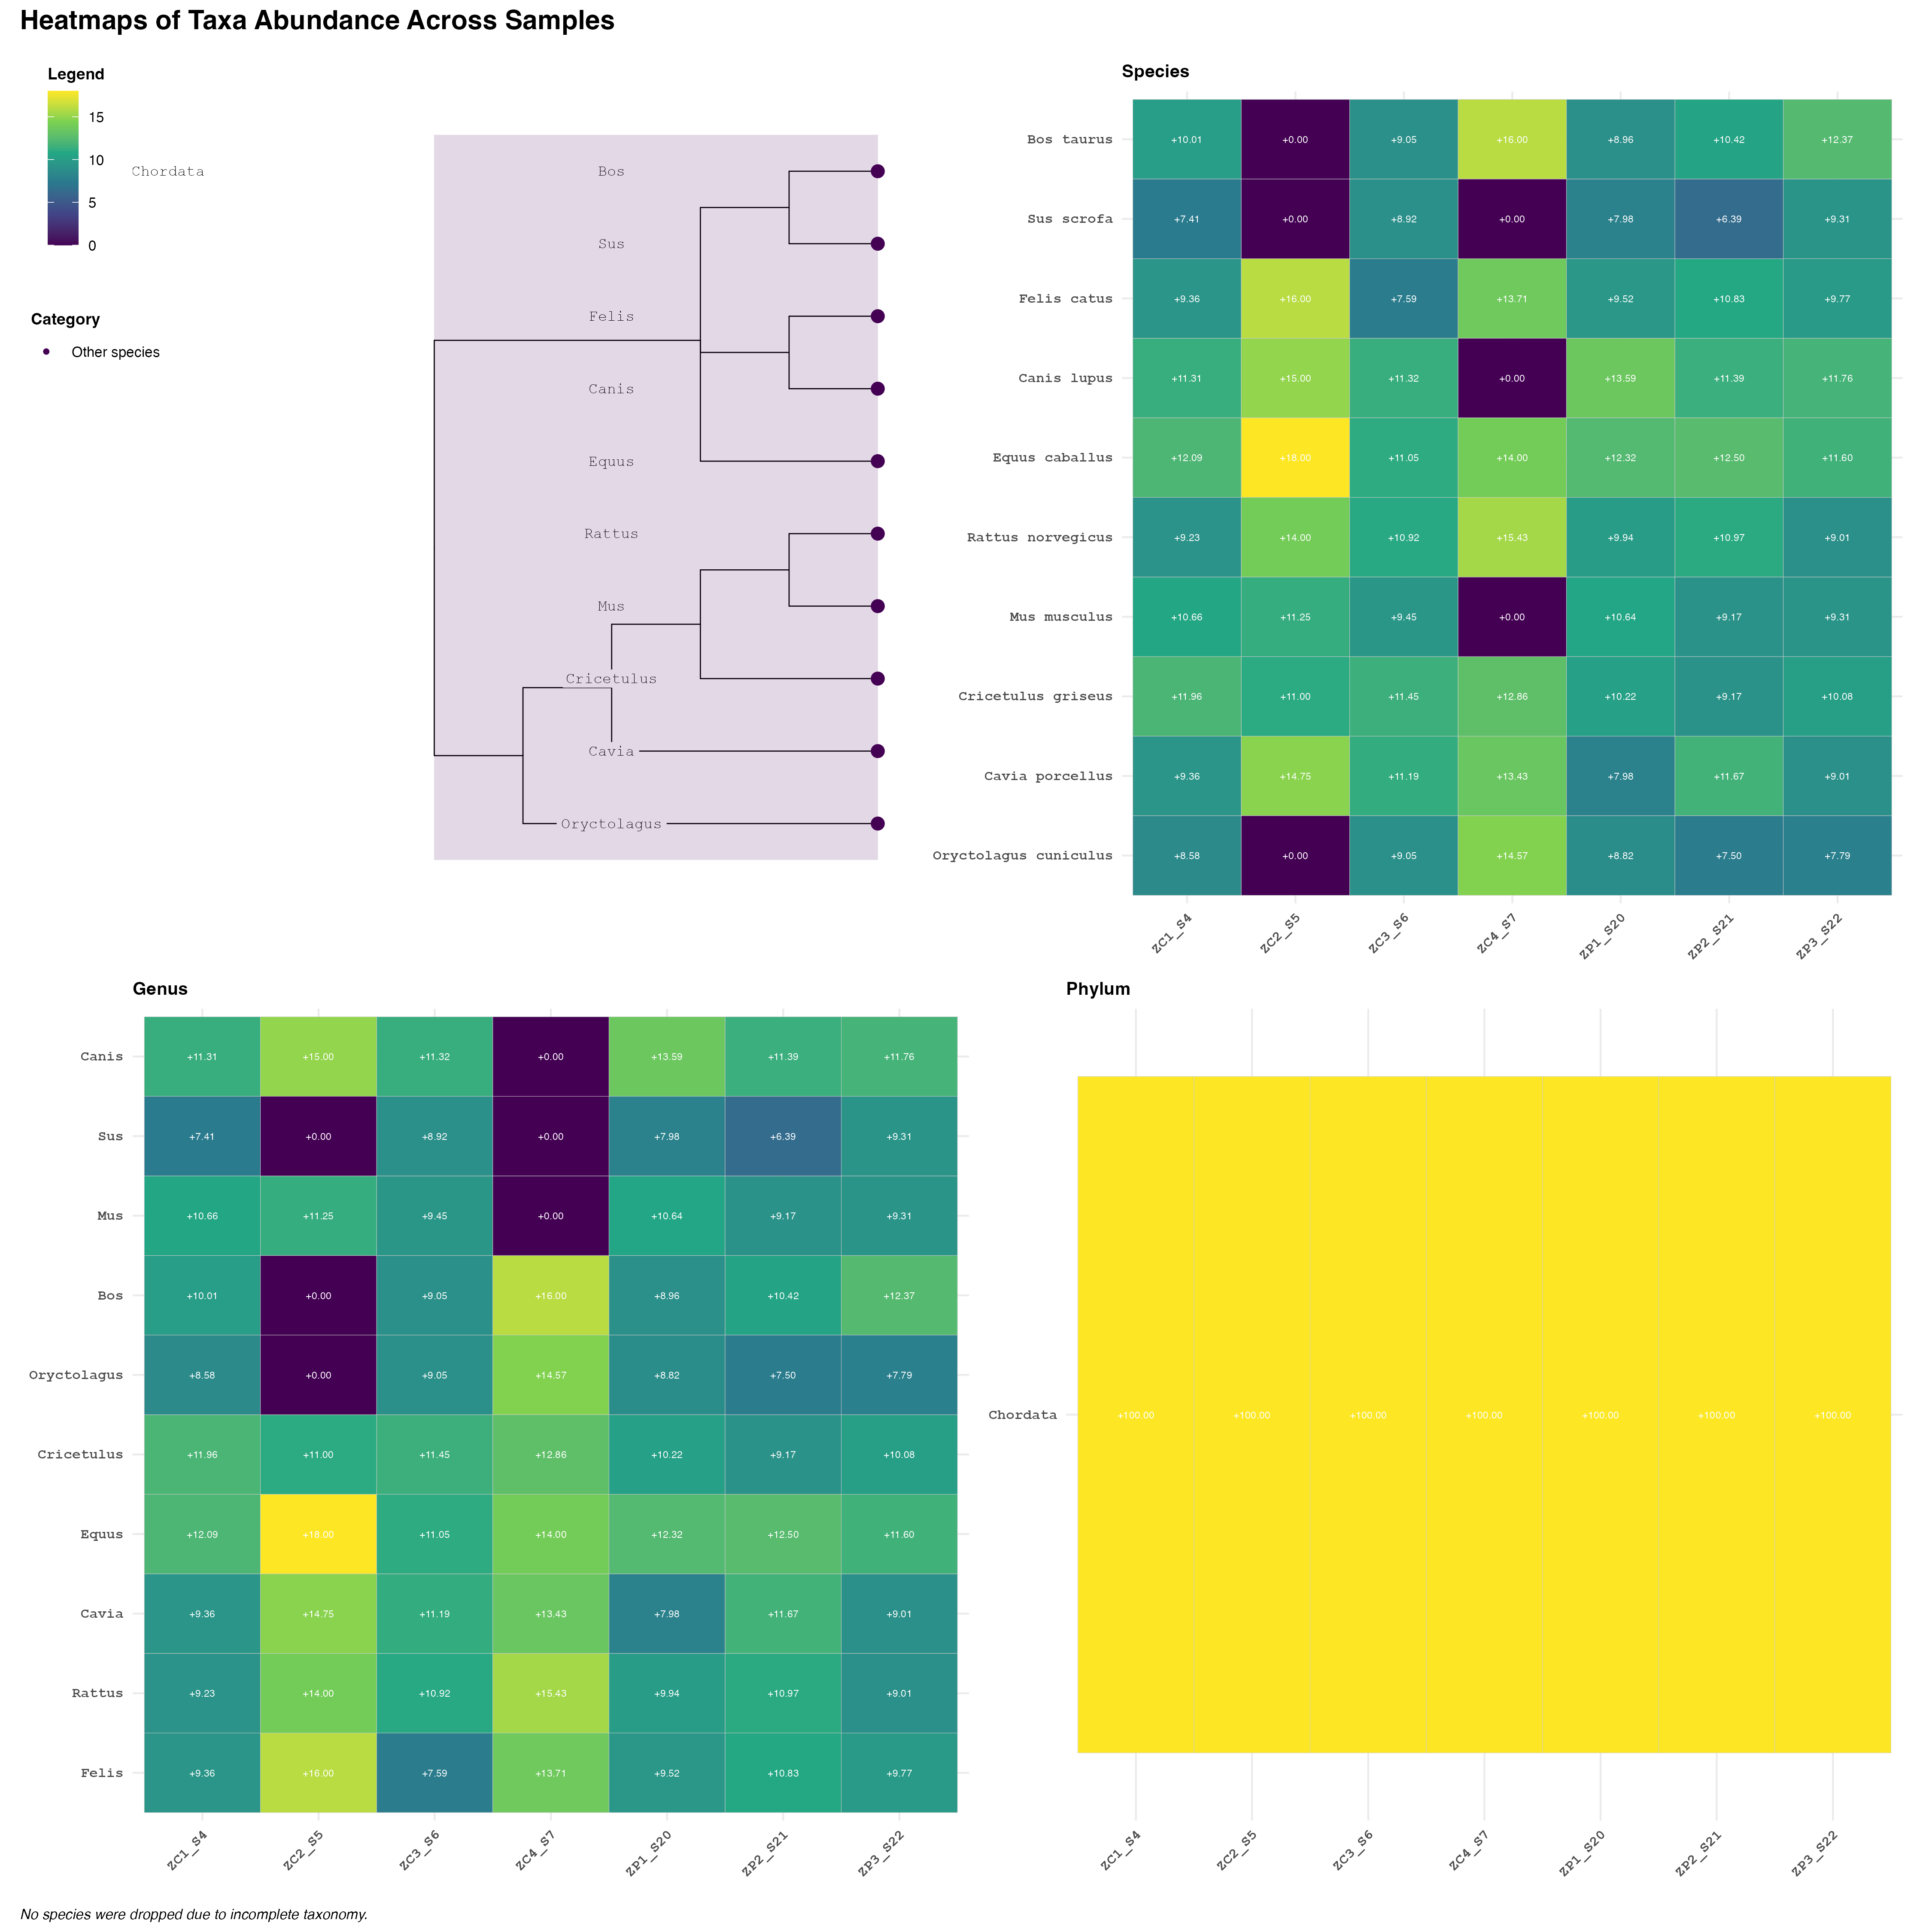 Heatmaps of Taxa Abundance Across Samples
Legend
15
10
5
0
Category
Other species
Chordata
Bos
Sus
Felis
Canis
Equus
Rattus
Mus
Cricetulus
Cavia
Oryctolagus
Species
Bos taurus +10.01 +0.00 +9.05 +16.00 +8.96 +10.42 +12.37
Sus scrofa +7.41 +0.00 +8.92 +0.00 +7.98 +6.39 +9.31
Felis catus +9.36 +16.00 +7.59 +13.71 +9.52 +10.83 +9.77
Canis lupus +11.31 +15.00 +11.32 +0.00 +13.59 +11.39 +11.76
Equus caballus +12.09 +18.00 +11.05 +14.00 +12.32 +12.50 +11.60
Rattus norvegicus +9.23 +14.00 +10.92 +15.43 +9.94 +10.97 +9.01
Mus musculus +10.66 +11.25 +9.45 +0.00 +10.64 +9.17 +9.31
Cricetulus griseus +11.96 +11.00 +11.45 +12.86 +10.22 +9.17 +10.08
Cavia porcellus +9.36 +14.75 +11.19 +13.43 +7.98 +11.67 +9.01
Oryctolagus cuniculus +8.58 +0.00 +9.05 +14.57 +8.82 +7.50 +7.79
ZC1_S4 ZC2_S5 ZC3_S6 ZC4_S7 ZP1_S20 ZP2_S21 ZP3_S22
Genus
Canis +11.31 +15.00 +11.32 +0.00 +13.59 +11.39 +11.76
Sus +7.41 +0.00 +8.92 +0.00 +7.98 +6.39 +9.31
Mus +10.66 +11.25 +9.45 +0.00 +10.64 +9.17 +9.31
Bos +10.01 +0.00 +9.05 +16.00 +8.96 +10.42 +12.37
Oryctolagus +8.58 +0.00 +9.05 +14.57 +8.82 +7.50 +7.79
Cricetulus +11.96 +11.00 +11.45 +12.86 +10.22 +9.17 +10.08
Equus +12.09 +18.00 +11.05 +14.00 +12.32 +12.50 +11.60
Cavia +9.36 +14.75 +11.19 +13.43 +7.98 +11.67 +9.01
Rattus +9.23 +14.00 +10.92 +15.43 +9.94 +10.97 +9.01
Felis +9.36 +16.00 +7.59 +13.71 +9.52 +10.83 +9.77
ZC1_S4 ZC2_S5 ZC3_S6 ZC4_S7 ZP1_S20 ZP2_S21 ZP3_S22
Phylum
Chordata +100.00 +100.00 +100.00 +100.00 +100.00 +100.00 +100.00
ZC1_S4 ZC2_S5 ZC3_S6 ZC4_S7 ZP1_S20 ZP2_S21 ZP3_S22
No species were dropped due to incomplete taxonomy.